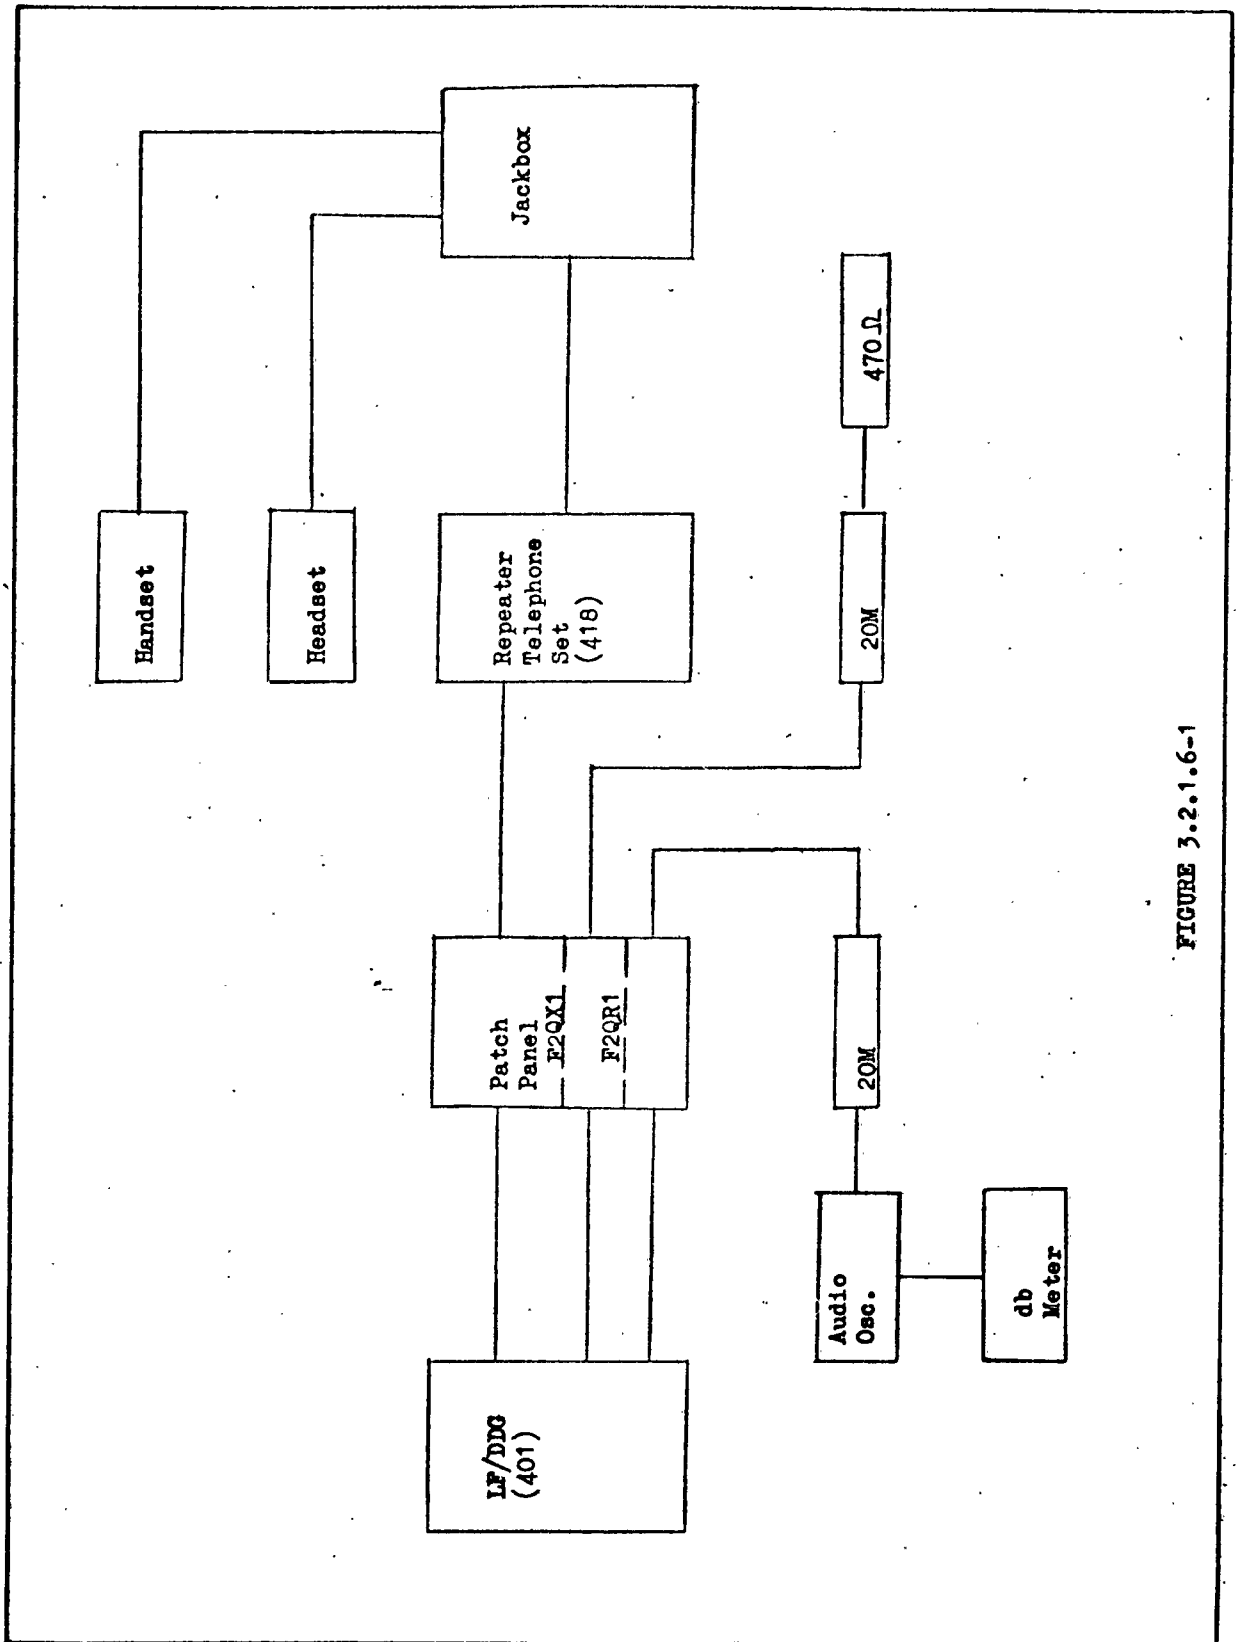 Handset
Headset
Jackbox
Repeater
Telephone
Set
(418)
Patch
Panel
F2QX1
F2QR1
LF/DDG
(401)
470Ω
20M
20M
Audio
Osc.
db
Meter
FIGURE 3.2.1.6-1